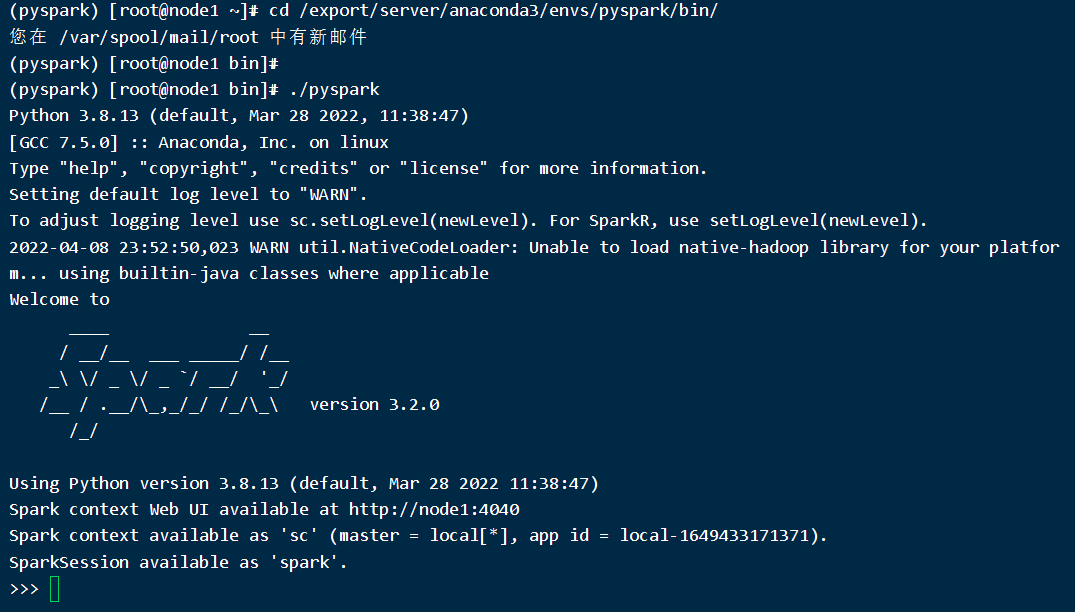 (pyspark) [root@node1 ~]# cd /export/server/anaconda3/envs/pyspark/bin/
您在 /var/spool/mail/root 中有新邮件
(pyspark) [root@node1 bin]#
(pyspark) [root@node1 bin]# ./pyspark
Python 3.8.13 (default, Mar 28 2022, 11:38:47)
[GCC 7.5.0] :: Anaconda, Inc. on linux
Type "help", "copyright", "credits" or "license" for more information.
Setting default log level to "WARN".
To adjust logging level use sc.setLogLevel(newLevel). For SparkR, use setLogLevel(newLevel).
2022-04-08 23:52:50,023 WARN util.NativeCodeLoader: Unable to load native-hadoop library for your platfor
m... using builtin-java classes where applicable
Welcome to
      ____              __
     / __/__  ___ _____/ /__
    _\ \/ _ \/ _ `/ __/  '_/
   /__ / .__/\_,_/_/ /_/\_\   version 3.2.0
      /_/
Using Python version 3.8.13 (default, Mar 28 2022 11:38:47)
Spark context Web UI available at http://node1:4040
Spark context available as 'sc' (master = local[*], app id = local-1649433171371).
SparkSession available as 'spark'.
>>>